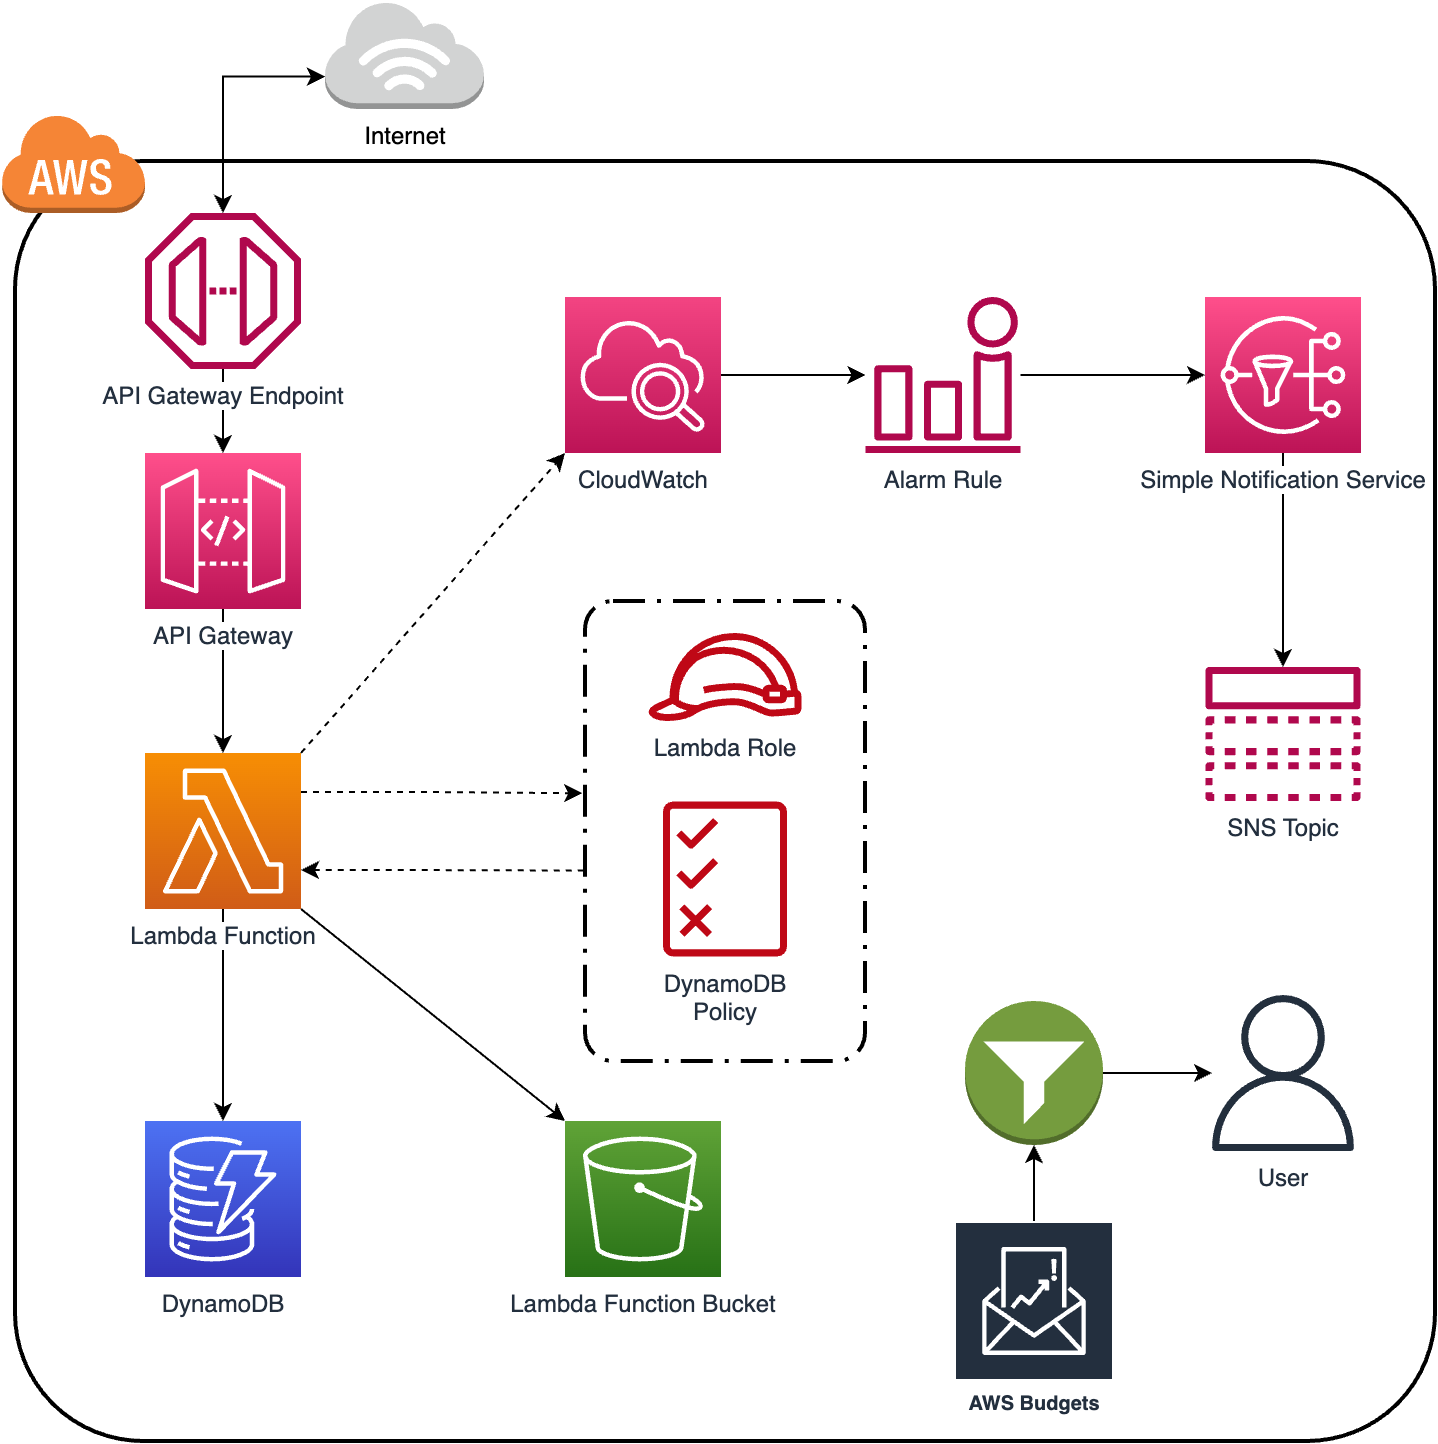 Internet
AWS
API Gateway Endpoint
CloudWatch
Alarm Rule
Simple Notification Service
API Gateway
Lambda Role
SNS Topic
Lambda Function
DynamoDB
Policy
User
DynamoDB
Lambda Function Bucket
AWS Budgets